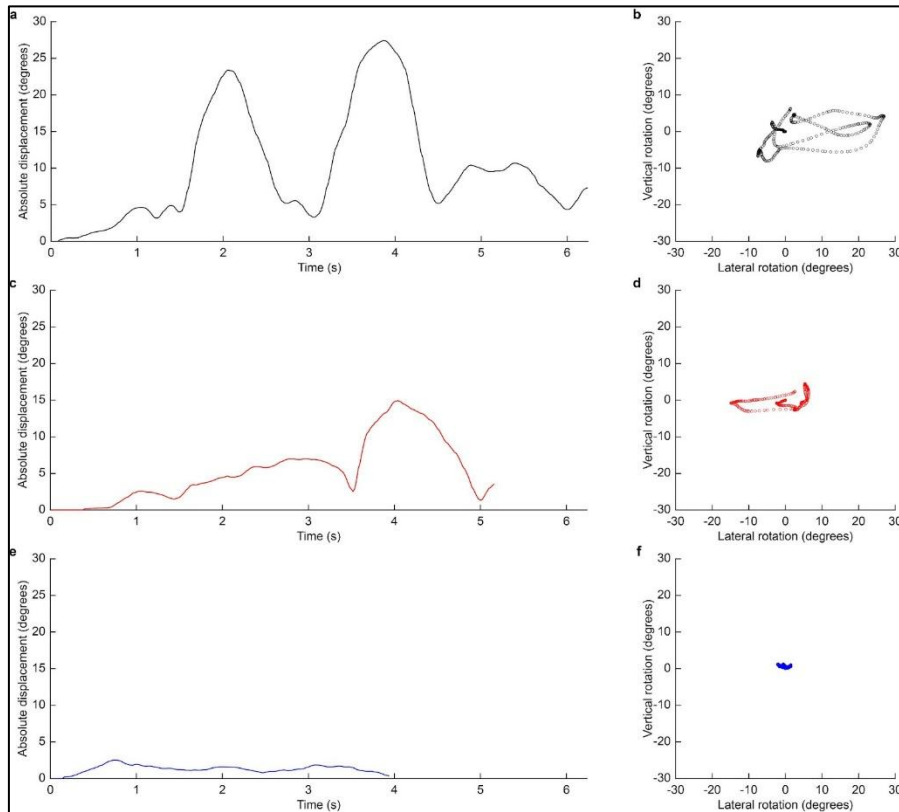 a
30
25
20
15
10
5
0
Absolute displacement (degrees)
1 2 3 4 5 6
Time (s)
b
30
20
10
0
-10
-20
-30
Vertical rotation (degrees)
-30 -20 -10 0 10 20 30
Lateral rotation (degrees)
c
30
25
20
15
10
5
0
Absolute displacement (degrees)
0 1 2 3 4 5 6
Time (s)
d
30
20
10
0
-10
-20
-30
Vertical rotation (degrees)
-30 -20 -10 0 10 20 30
Lateral rotation (degrees)
e
30
25
20
15
10
5
0
Absolute displacement (degrees)
0 1 2 3 4 5 6
Time (s)
f
30
20
10
0
-10
-20
-30
Vertical rotation (degrees)
-30 -20 -10 0 10 20 30
Lateral rotation (degrees)